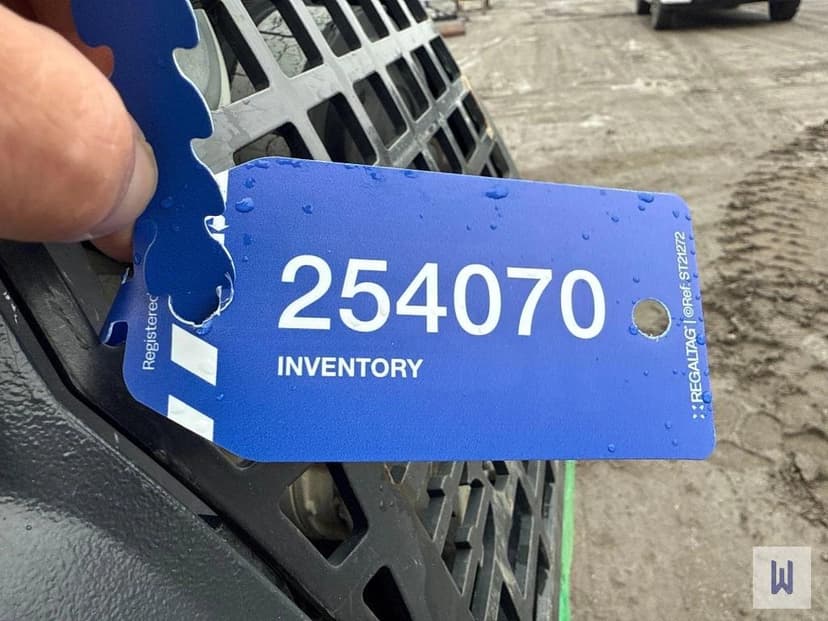 254070
INVENTORY
Registered
REGALTAG | ©Ref: ST21272
W